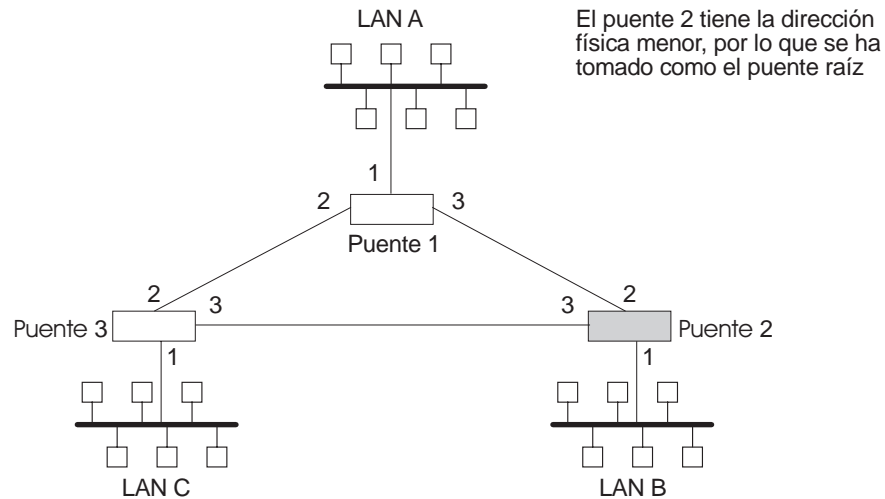 LAN A
El puente 2 tiene la dirección
física menor, por lo que se ha
tomado como el puente raíz
1
2
3
Puente 1
2
3
3
2
Puente 3
Puente 2
1
1
LAN C
LAN B